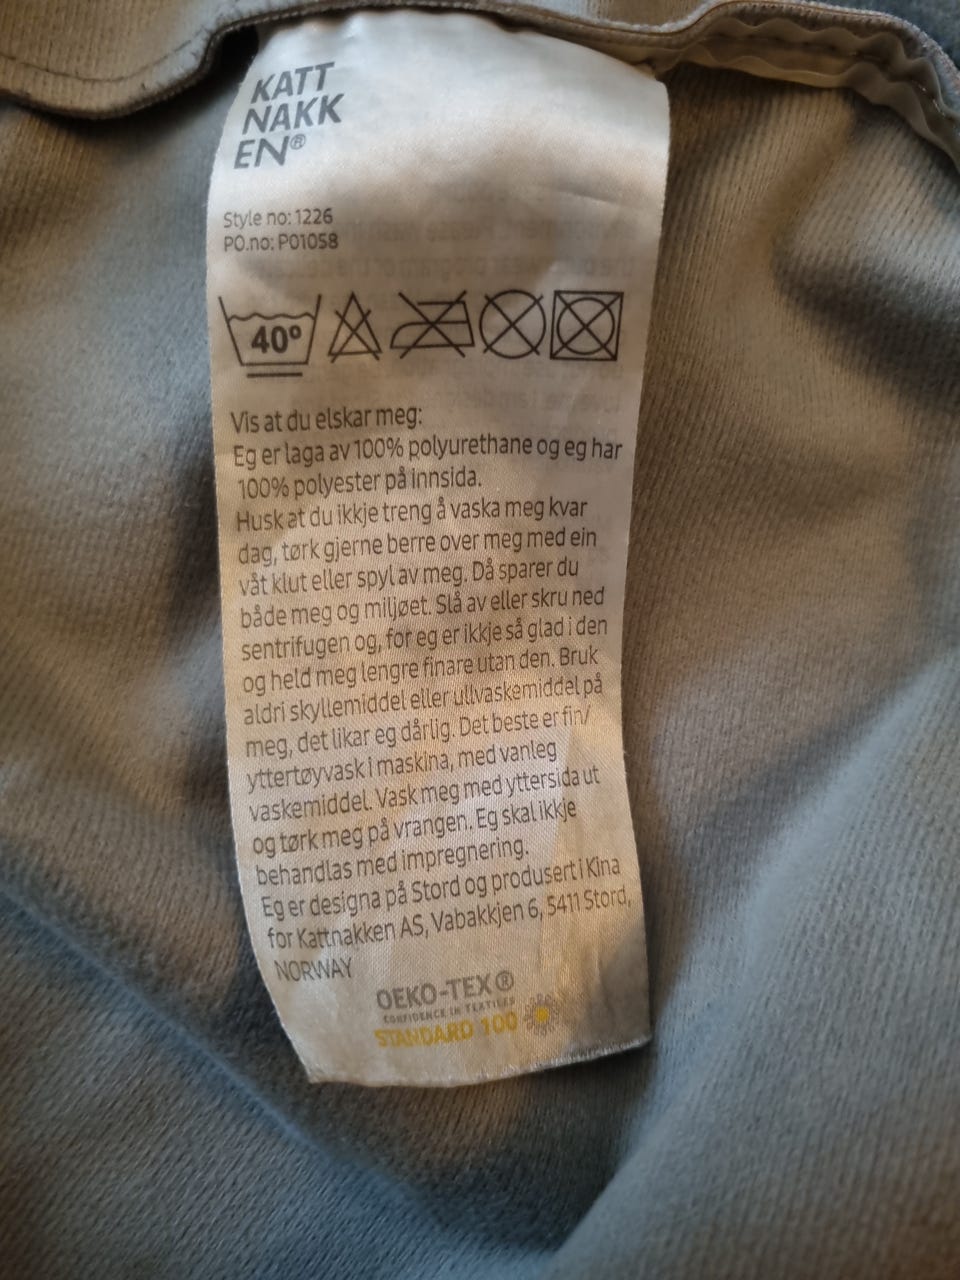 KATT
NAKK
EN®
Style no: 1226
PO.no: P01058
40º
Vis at du elskar meg:
Eg er laga av 100% polyurethane og eg har
100% polyester på innsida.
Husk at du ikkje treng å vaska meg kvar
dag, tørk gjerne berre over meg med ein
våt klut eller spyl av meg. Då sparer du
både meg og miljøet. Slå av eller skru ned
sentrifugen og, for eg er ikkje så glad i den
og held meg lengre finare utan den. Bruk
aldri skyllemiddel eller ullvaskemiddel på
meg, det likar eg dårlig. Det beste er fin/
yttertøyvask i maskina, med vanleg
vaskemiddel. Vask meg med yttersida ut
og tørk meg på vrangen. Eg skal ikkje
behandlas med impregnering.
Eg er designa på Stord og produsert i Kina
for Kattnakken AS, Vabakkjen 6, 5411 Stord,
NORWAY
OEKO-TEX®
CONFIDENCE IN TEXTILES
STANDARD 100